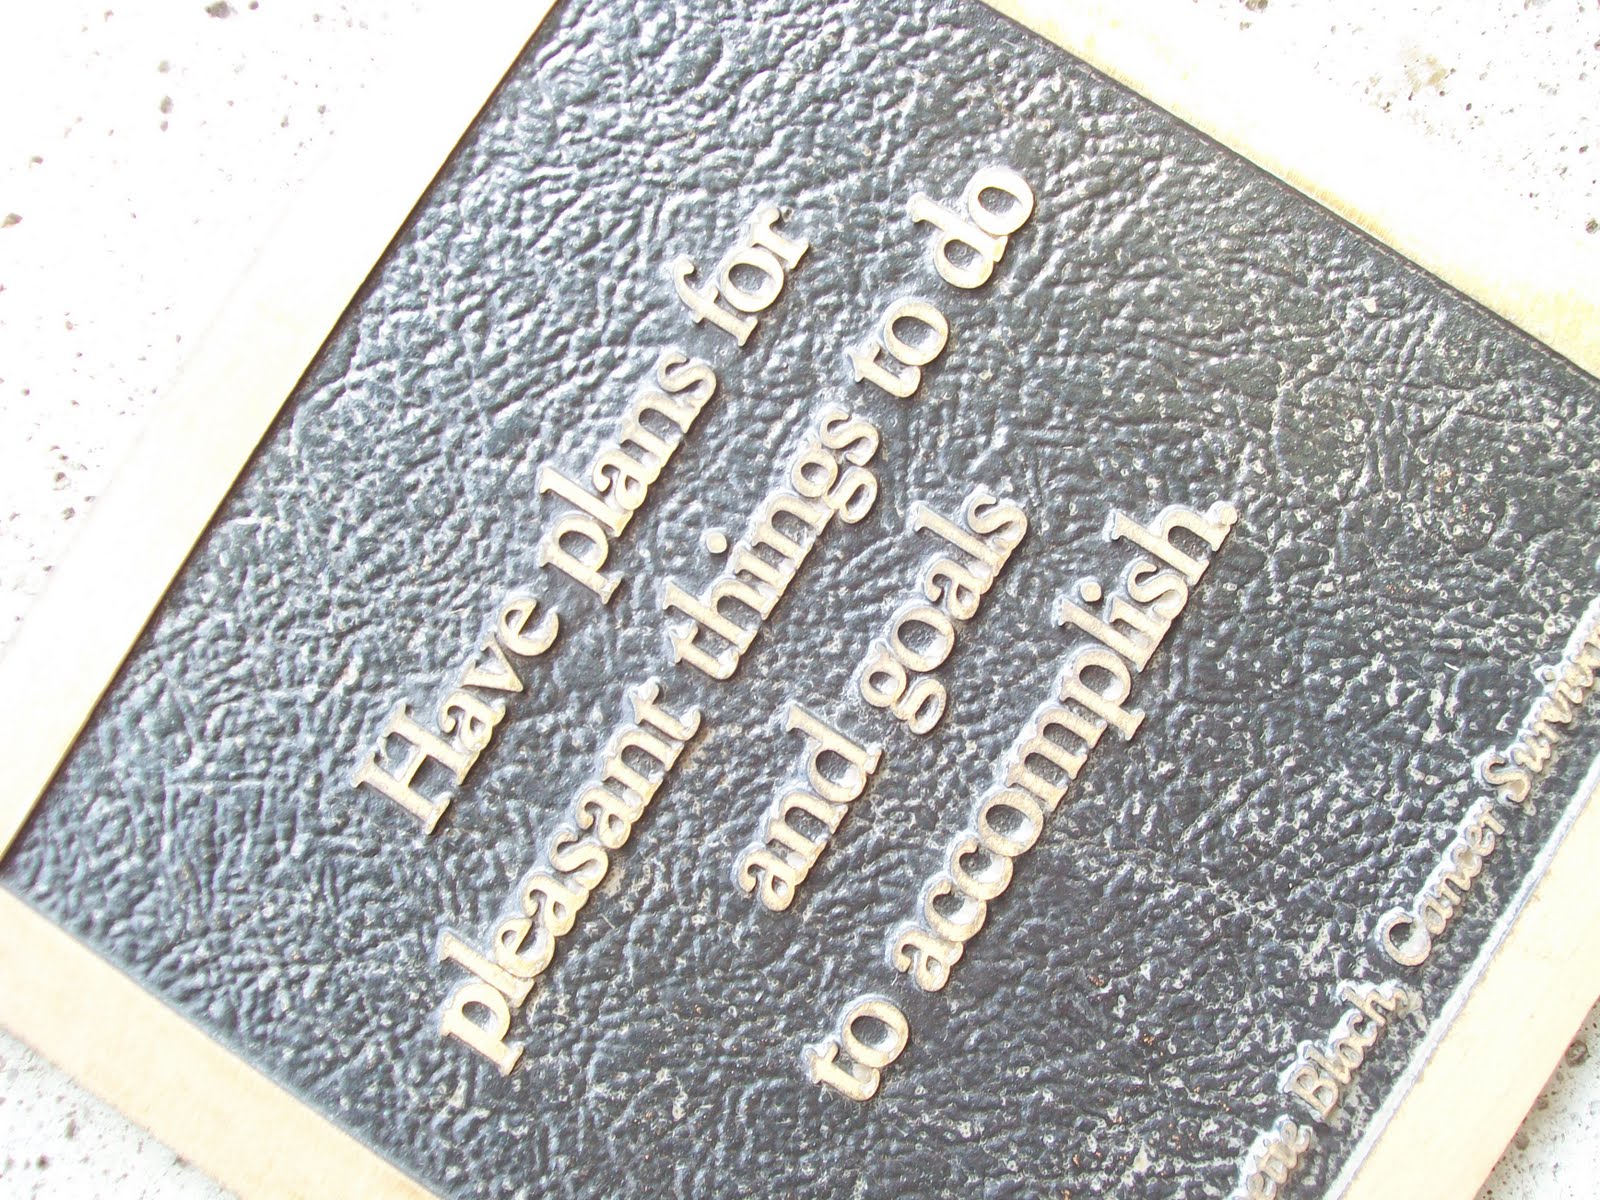 Have plans for
pleasant things to do
and goals
to accomplish.
Bloch, Cancer